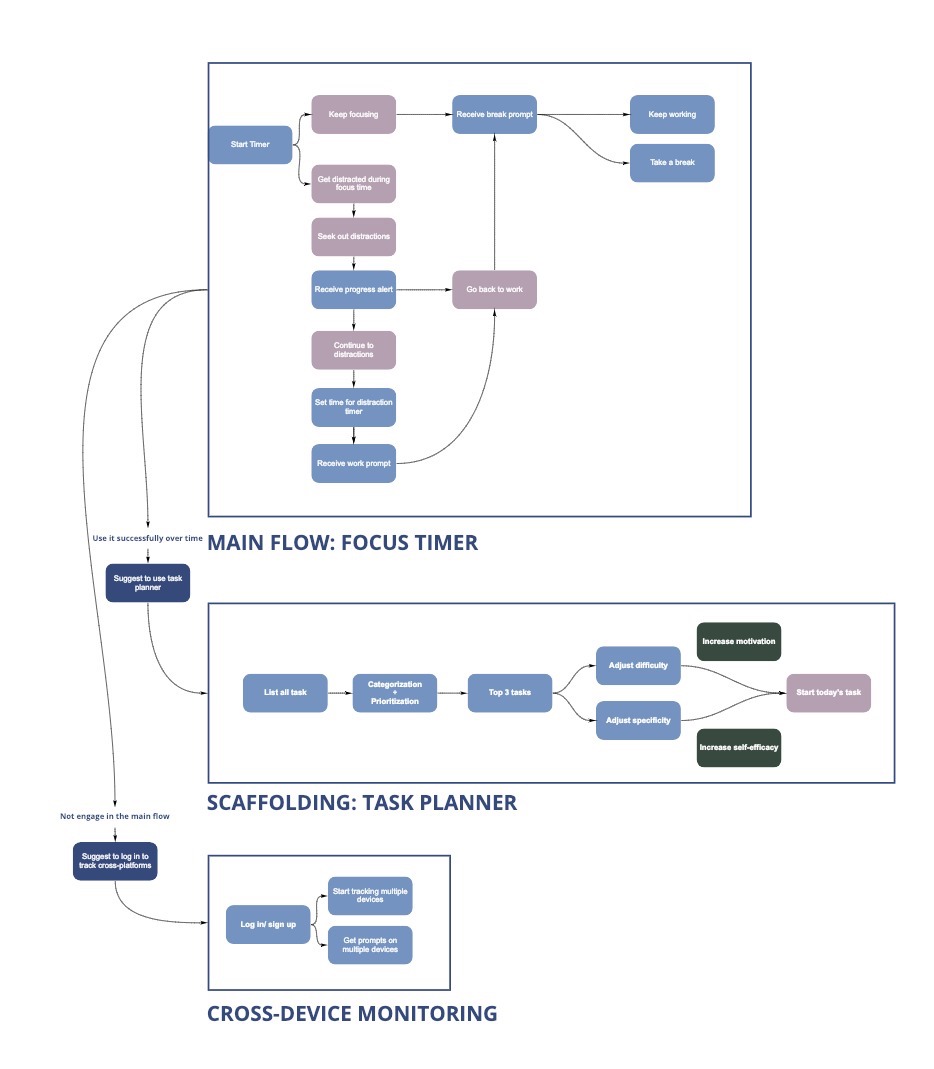 Keep focusing
Receive break prompt
Keep working
Start Timer
Take a break
Get distracted during
focus time
Seek out distractions
Receive progress alert
Go back to work
Continue to
distractions
Set time for distraction
timer
Receive work prompt
Use it successfully over time
MAIN FLOW: FOCUS TIMER
Suggest to use task
planner
Increase motivation
List all task
Categorization
+
Prioritization
Top 3 tasks
Adjust difficulty
Adjust specificity
Start today's task
Increase self-efficacy
SCAFFOLDING: TASK PLANNER
Not engage in the main flow
Suggest to log in to
track cross-platforms
Log in/ sign up
Start tracking multiple
devices
Get prompts on
multiple devices
CROSS-DEVICE MONITORING